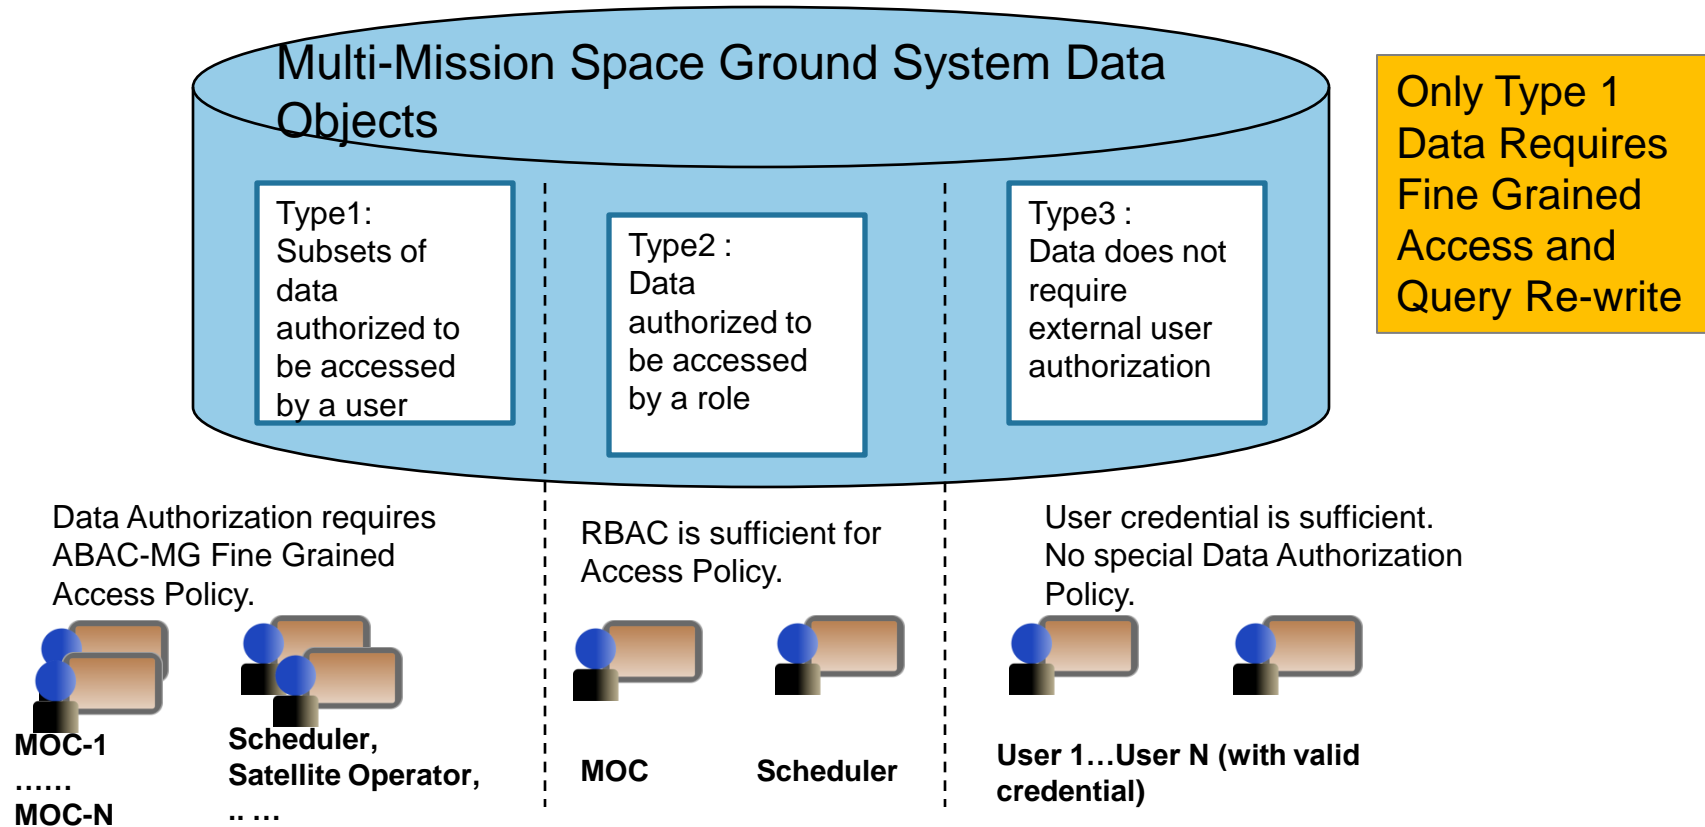 Multi-Mission Space Ground System Data
Objects
Only Type 1
Data Requires
Fine Grained
Access and
Query Re-write
Type1:
Subsets of
data
authorized to
be accessed
by a user
Type2 :
Data
authorized to
be accessed
by a role
Type3 :
Data does not
require
external user
authorization
Data Authorization requires
ABAC-MG Fine Grained
Access Policy.
RBAC is sufficient for
Access Policy.
User credential is sufficient.
No special Data Authorization
Policy.
MOC-1
......
MOC-N
Scheduler,
Satellite Operator,
.. ...
MOC
Scheduler
User 1...User N (with valid
credential)